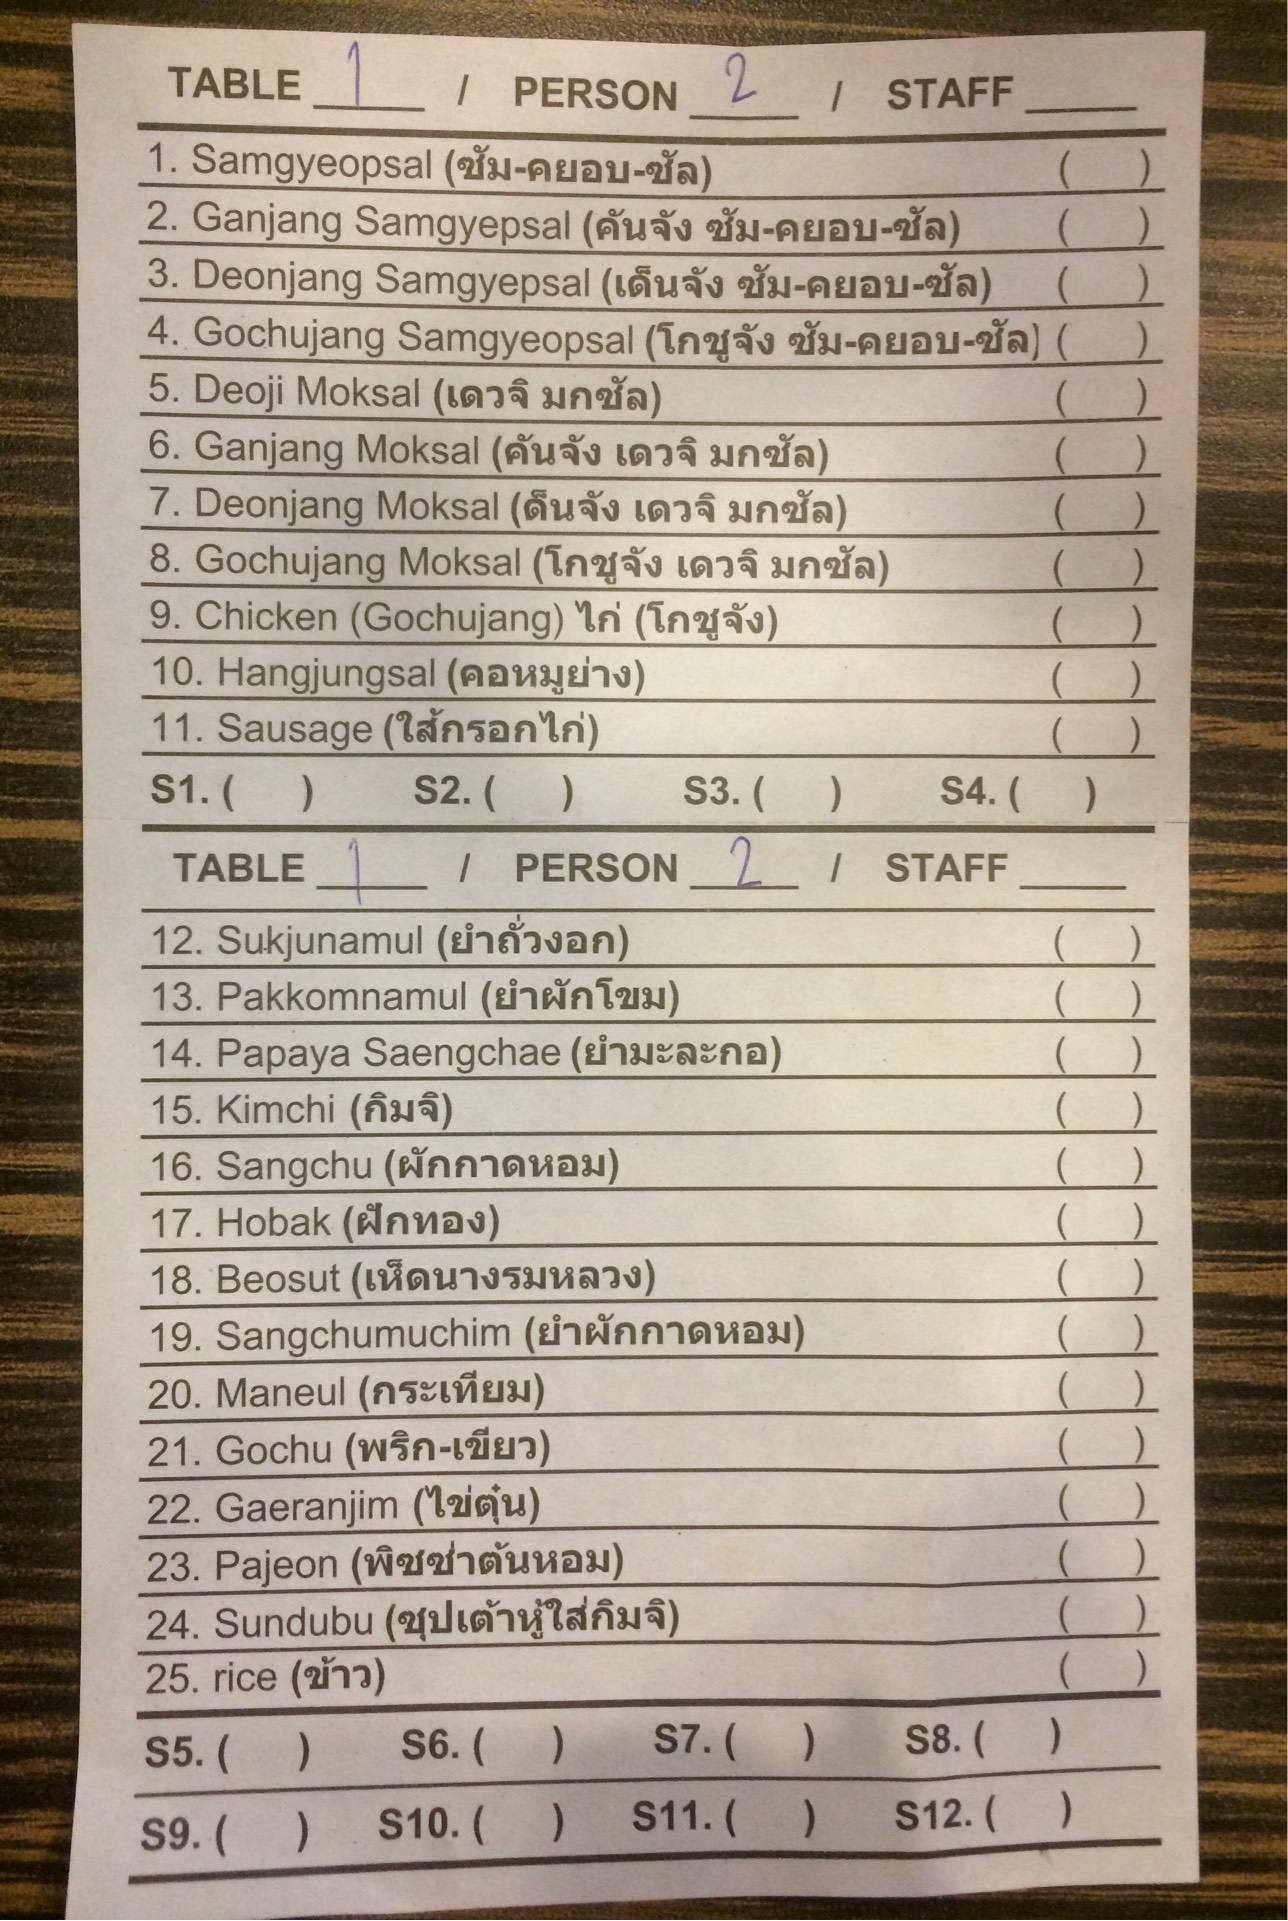 TABLE 1 / PERSON 2 / STAFF ____
1. Samgyeopsal (ซัม-คยอบ-ซัล) ( )
2. Ganjang Samgyepsal (คันจัง ซัม-คยอบ-ซัล) ( )
3. Deonjang Samgyepsal (เด็นจัง ซัม-คยอบ-ซัล) ( )
4. Gochujang Samgyeopsal (โกชูจัง ซัม-คยอบ-ซัล) ( )
5. Deoji Moksal (เดวจิ มกซัล) ( )
6. Ganjang Moksal (คันจัง เดวจิ มกซัล) ( )
7. Deonjang Moksal (ด็นจัง เดวจิ มกซัล) ( )
8. Gochujang Moksal (โกชูจัง เดวจิ มกซัล) ( )
9. Chicken (Gochujang) ไก่ (โกชูจัง) ( )
10. Hangjungsal (คอหมูย่าง) ( )
11. Sausage (ใส้กรอกไก่) ( )
S1. ( ) S2. ( ) S3. ( ) S4. ( )
TABLE 1 / PERSON 2 / STAFF ____
12. Sukjunamul (ยำถั่วงอก) ( )
13. Pakkomnamul (ยำผักโขม) ( )
14. Papaya Saengchae (ยำมะละกอ) ( )
15. Kimchi (กิมจิ) ( )
16. Sangchu (ผักกาดหอม) ( )
17. Hobak (ฝักทอง) ( )
18. Beosut (เห็ดนางรมหลวง) ( )
19. Sangchumuchim (ยำผักกาดหอม) ( )
20. Maneul (กระเทียม) ( )
21. Gochu (พริก-เขียว) ( )
22. Gaeranjim (ไข่ตุ๋น) ( )
23. Pajeon (พิซซ่าต้นหอม) ( )
24. Sundubu (ซุปเต้าหู้ใส่กิมจิ) ( )
25. rice (ข้าว) ( )
S5. ( ) S6. ( ) S7. ( ) S8. ( )
S9. ( ) S10. ( ) S11. ( ) S12. ( )